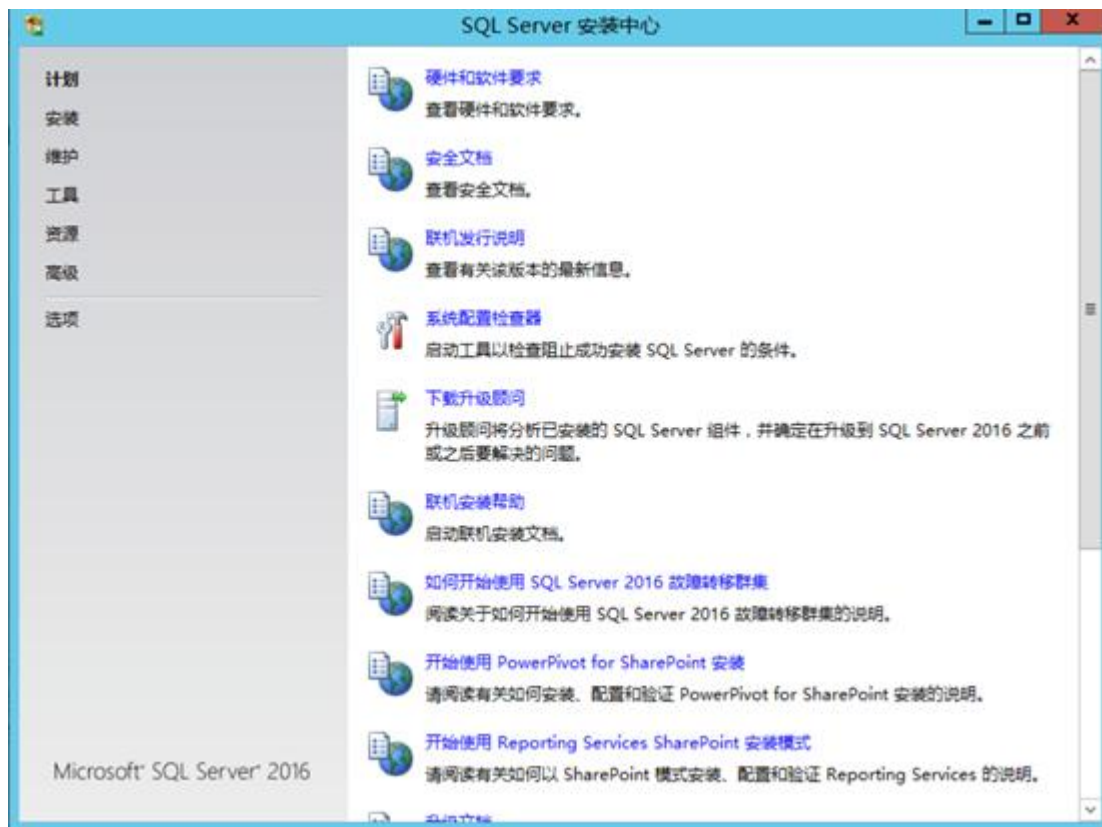 SQL Server 安装中心
计划
安装
维护
工具
资源
高级
选项
硬件和软件要求
查看硬件和软件要求。
安全文档
查看安全文档。
联机发行说明
查看有关该版本的最新信息。
系统配置检查器
启动工具以检查阻止成功安装 SQL Server 的条件。
下载升级顾问
升级顾问将分析已安装的 SQL Server 组件，并确定在升级到 SQL Server 2016 之前
或之后要解决的问题。
联机安装帮助
启动联机安装文档。
如何开始使用 SQL Server 2016 故障转移群集
阅读关于如何开始使用 SQL Server 2016 故障转移群集的说明。
开始使用 PowerPivot for SharePoint 安装
请阅读有关如何安装、配置和验证 PowerPivot for SharePoint 安装的说明。
开始使用 Reporting Services SharePoint 安装模式
请阅读有关如何以 SharePoint 模式安装、配置和验证 Reporting Services 的说明。
升级文档
Microsoft® SQL Server® 2016